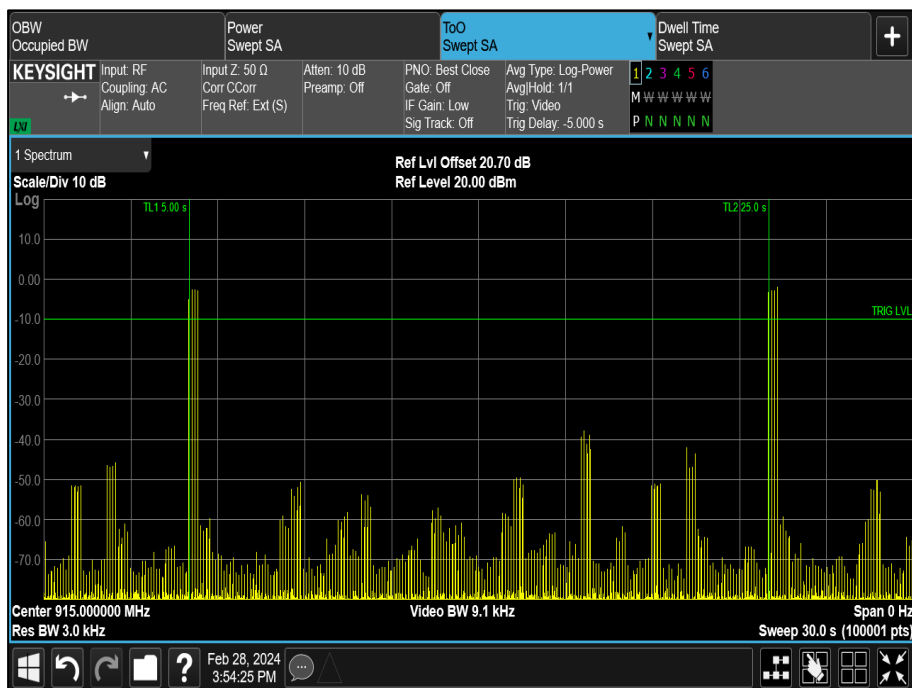 OBW
Occupied BW
Power
Swept SA
ToO
Swept SA
Dwell Time
Swept SA
KEYSIGHT
LXI
Input: RF
Coupling: AC
Align: Auto
Input Z: 50 Ω
Corr CCorr
Freq Ref: Ext (S)
Atten: 10 dB
Preamp: Off
PNO: Best Close
Gate: Off
IF Gain: Low
Sig Track: Off
Avg Type: Log-Power
Avg|Hold: 1/1
Trig: Video
Trig Delay: -5.000 s
1 2 3 4 5 6
M W W W W W
P N N N N N
1 Spectrum
Scale/Div 10 dB
Ref Lvl Offset 20.70 dB
Ref Level 20.00 dBm
Log
TL1 5.00 s
TL2 25.0 s
10.0
0.00
TRIG LVL
-10.0
-20.0
-30.0
-40.0
-50.0
-60.0
-70.0
Center 915.000000 MHz
Video BW 9.1 kHz
Span 0 Hz
Res BW 3.0 kHz
Sweep 30.0 s (100001 pts)
Feb 28, 2024
3:54:25 PM